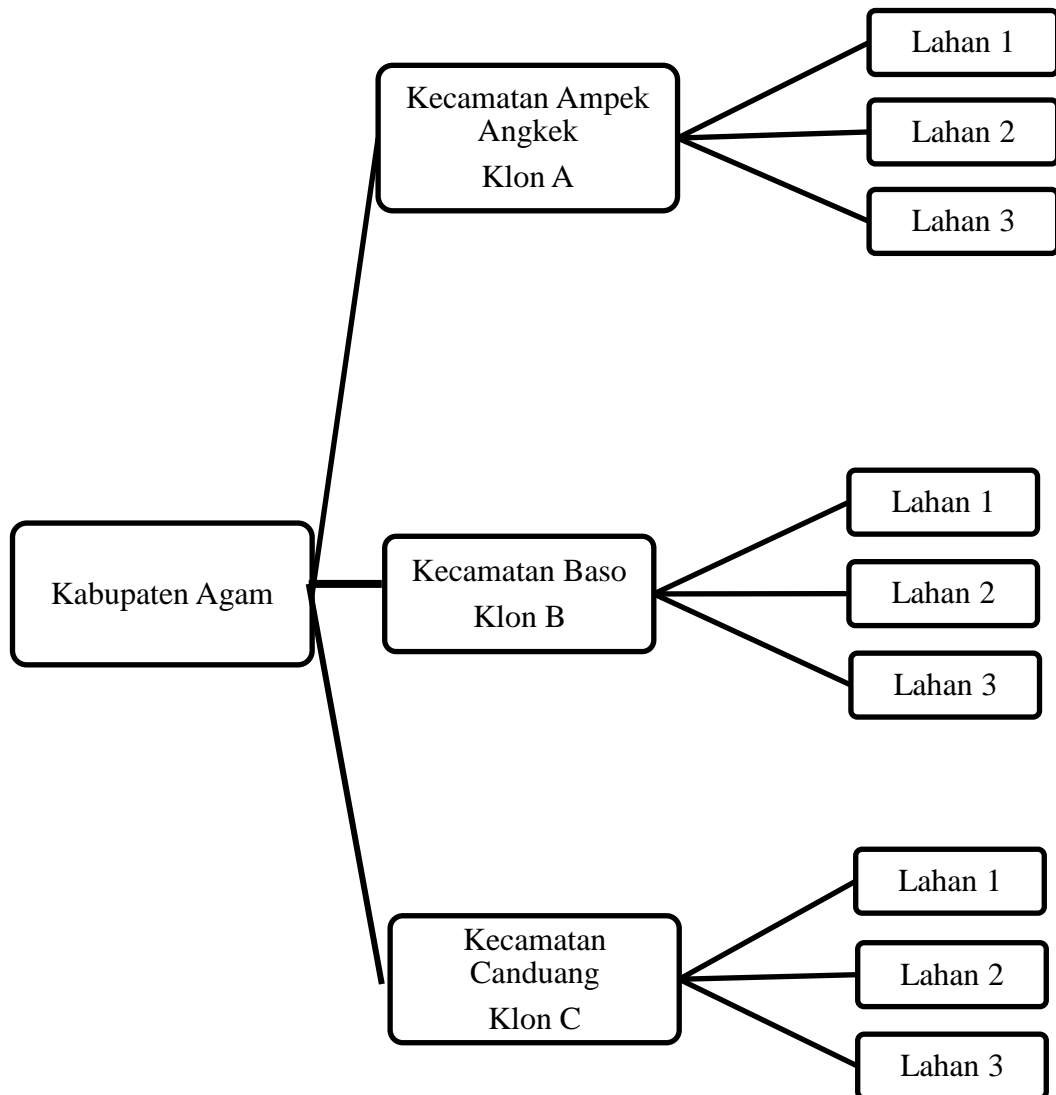 Kabupaten Agam
Kecamatan Ampek
Angkek
Klon A
Lahan 1
Lahan 2
Lahan 3
Kecamatan Baso
Klon B
Lahan 1
Lahan 2
Lahan 3
Kecamatan
Canduang
Klon C
Lahan 1
Lahan 2
Lahan 3